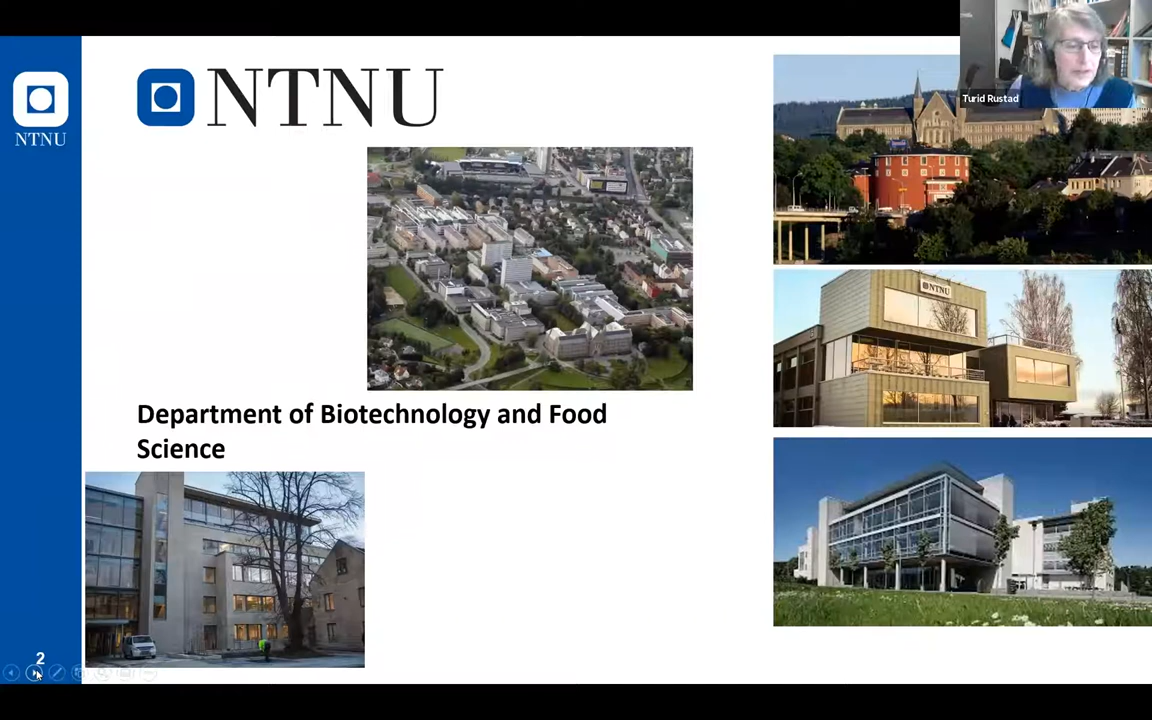 NTNU
NTNU
Turid Rustad
NTNU
Department of Biotechnology and Food
Science
2